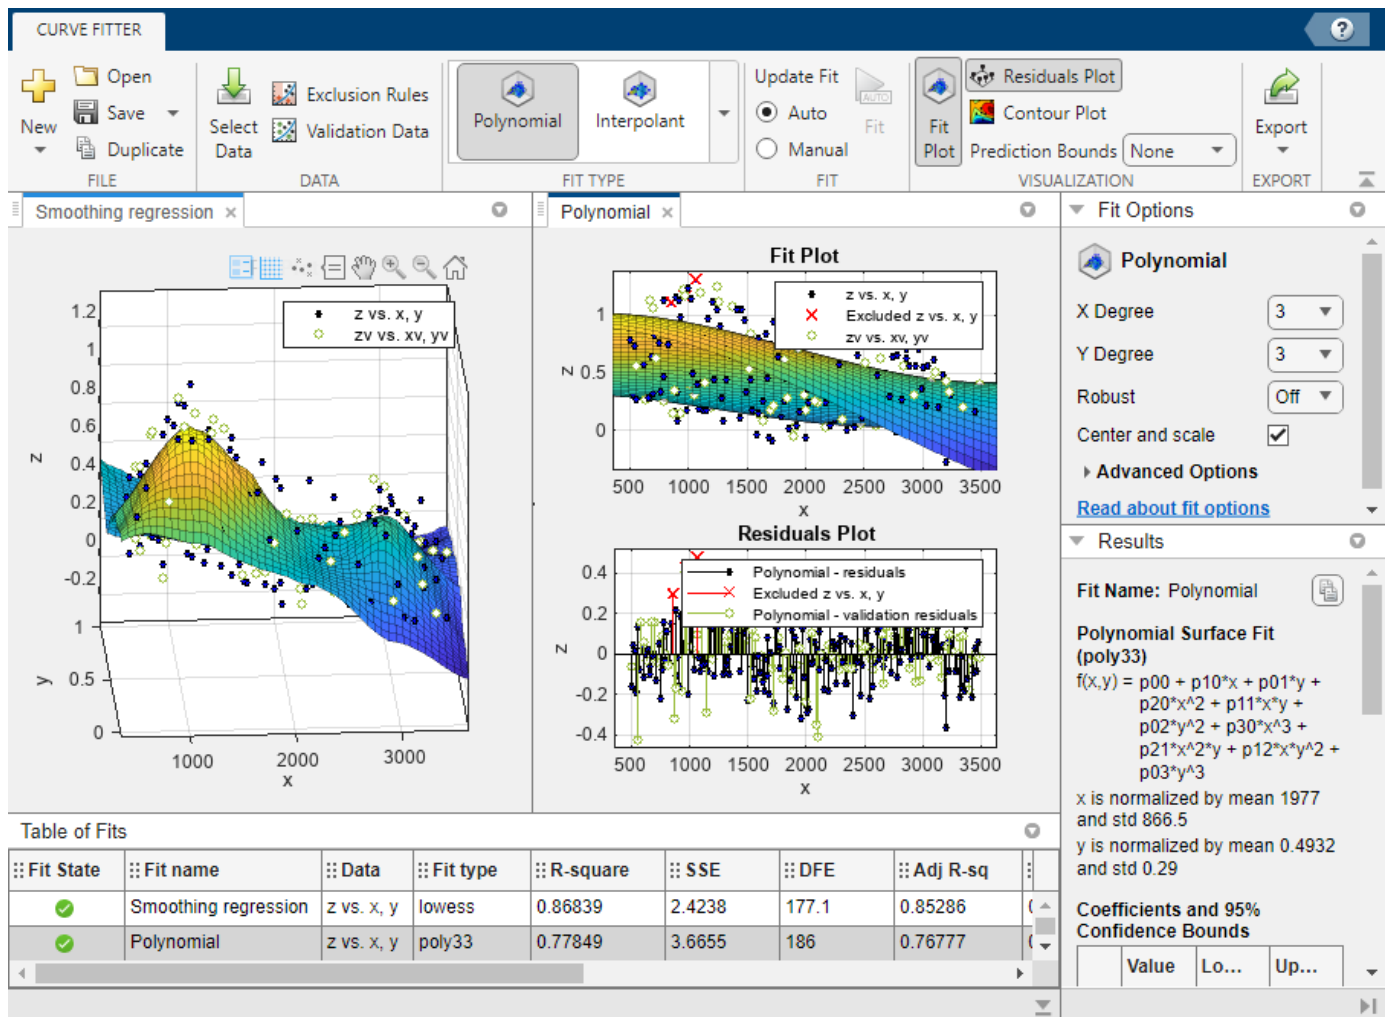 CURVE FITTER
?
New
Open
Save
Duplicate
FILE
Select
Data
Exclusion Rules
Validation Data
DATA
Polynomial
Interpolant
FIT TYPE
Update Fit
Auto
Manual
AUTO
Fit
FIT
Fit
Plot
Residuals Plot
Contour Plot
Prediction Bounds None
VISUALIZATION
Export
EXPORT
Smoothing regression ×
z vs. x, y
zv vs. xv, yv
1.2
1
0.8
0.6
0.4
0.2
0
-0.2
z
1
0.5
0
y
1000 2000 3000
x
Polynomial ×
Fit Plot
z vs. x, y
Excluded z vs. x, y
zv vs. xv, yv
1
0.5
0
z
500 1000 1500 2000 2500 3000 3500
x
Residuals Plot
Polynomial - residuals
Excluded z vs. x, y
Polynomial - validation residuals
0.4
0.2
0
-0.2
-0.4
z
500 1000 1500 2000 2500 3000 3500
x
Fit Options
Polynomial
X Degree 3
Y Degree 3
Robust Off
Center and scale
Advanced Options
Read about fit options
Results
Fit Name: Polynomial
Polynomial Surface Fit
(poly33)
f(x,y) = p00 + p10*x + p01*y +
p20*x^2 + p11*x*y +
p02*y^2 + p30*x^3 +
p21*x^2*y + p12*x*y^2 +
p03*y^3
x is normalized by mean 1977
and std 866.5
y is normalized by mean 0.4932
and std 0.29
Coefficients and 95%
Confidence Bounds
Value Lo... Up...
Table of Fits
Fit State Fit name Data Fit type R-square SSE DFE Adj R-sq
Smoothing regression z vs. x, y lowess 0.86839 2.4238 177.1 0.85286
Polynomial z vs. x, y poly33 0.77849 3.6655 186 0.76777